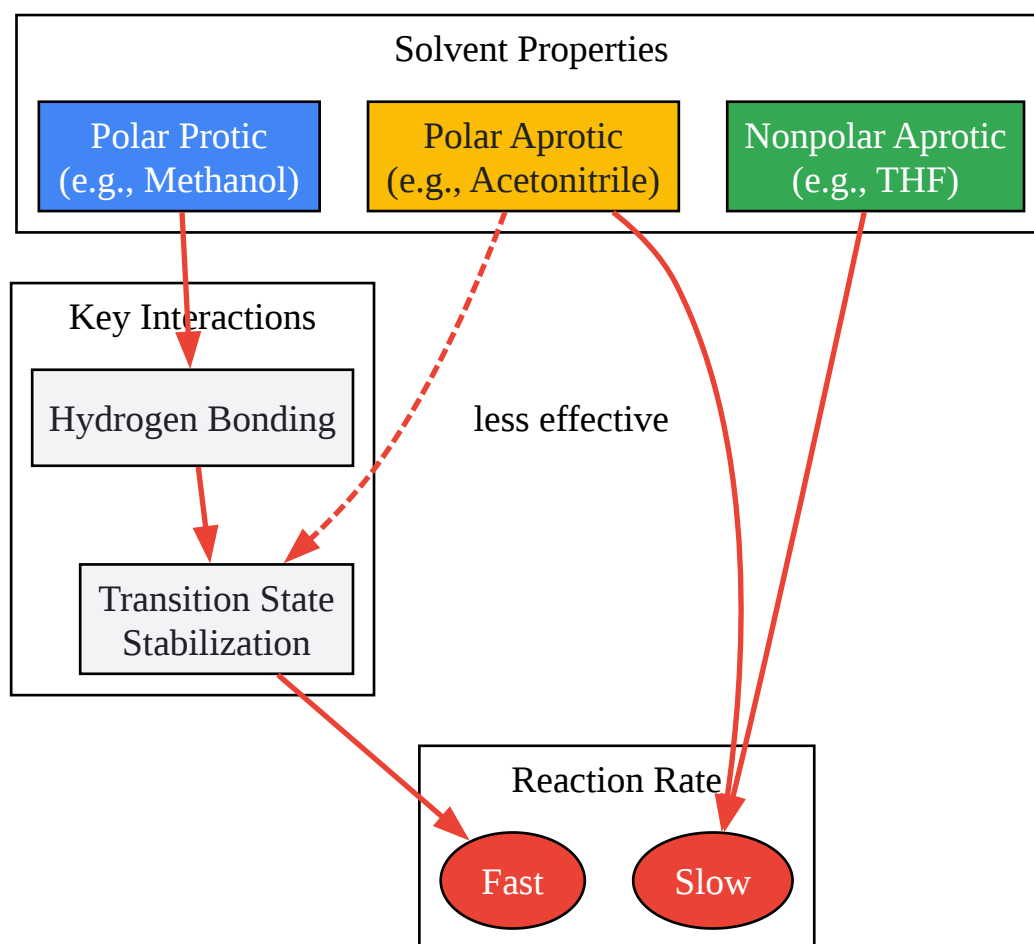 Solvent Properties
Polar Protic
(e.g., Methanol)
Polar Aprotic
(e.g., Acetonitrile)
Nonpolar Aprotic
(e.g., THF)
Key Interactions
Hydrogen Bonding
less effective
Transition State
Stabilization
Reaction Rate
Fast
Slow